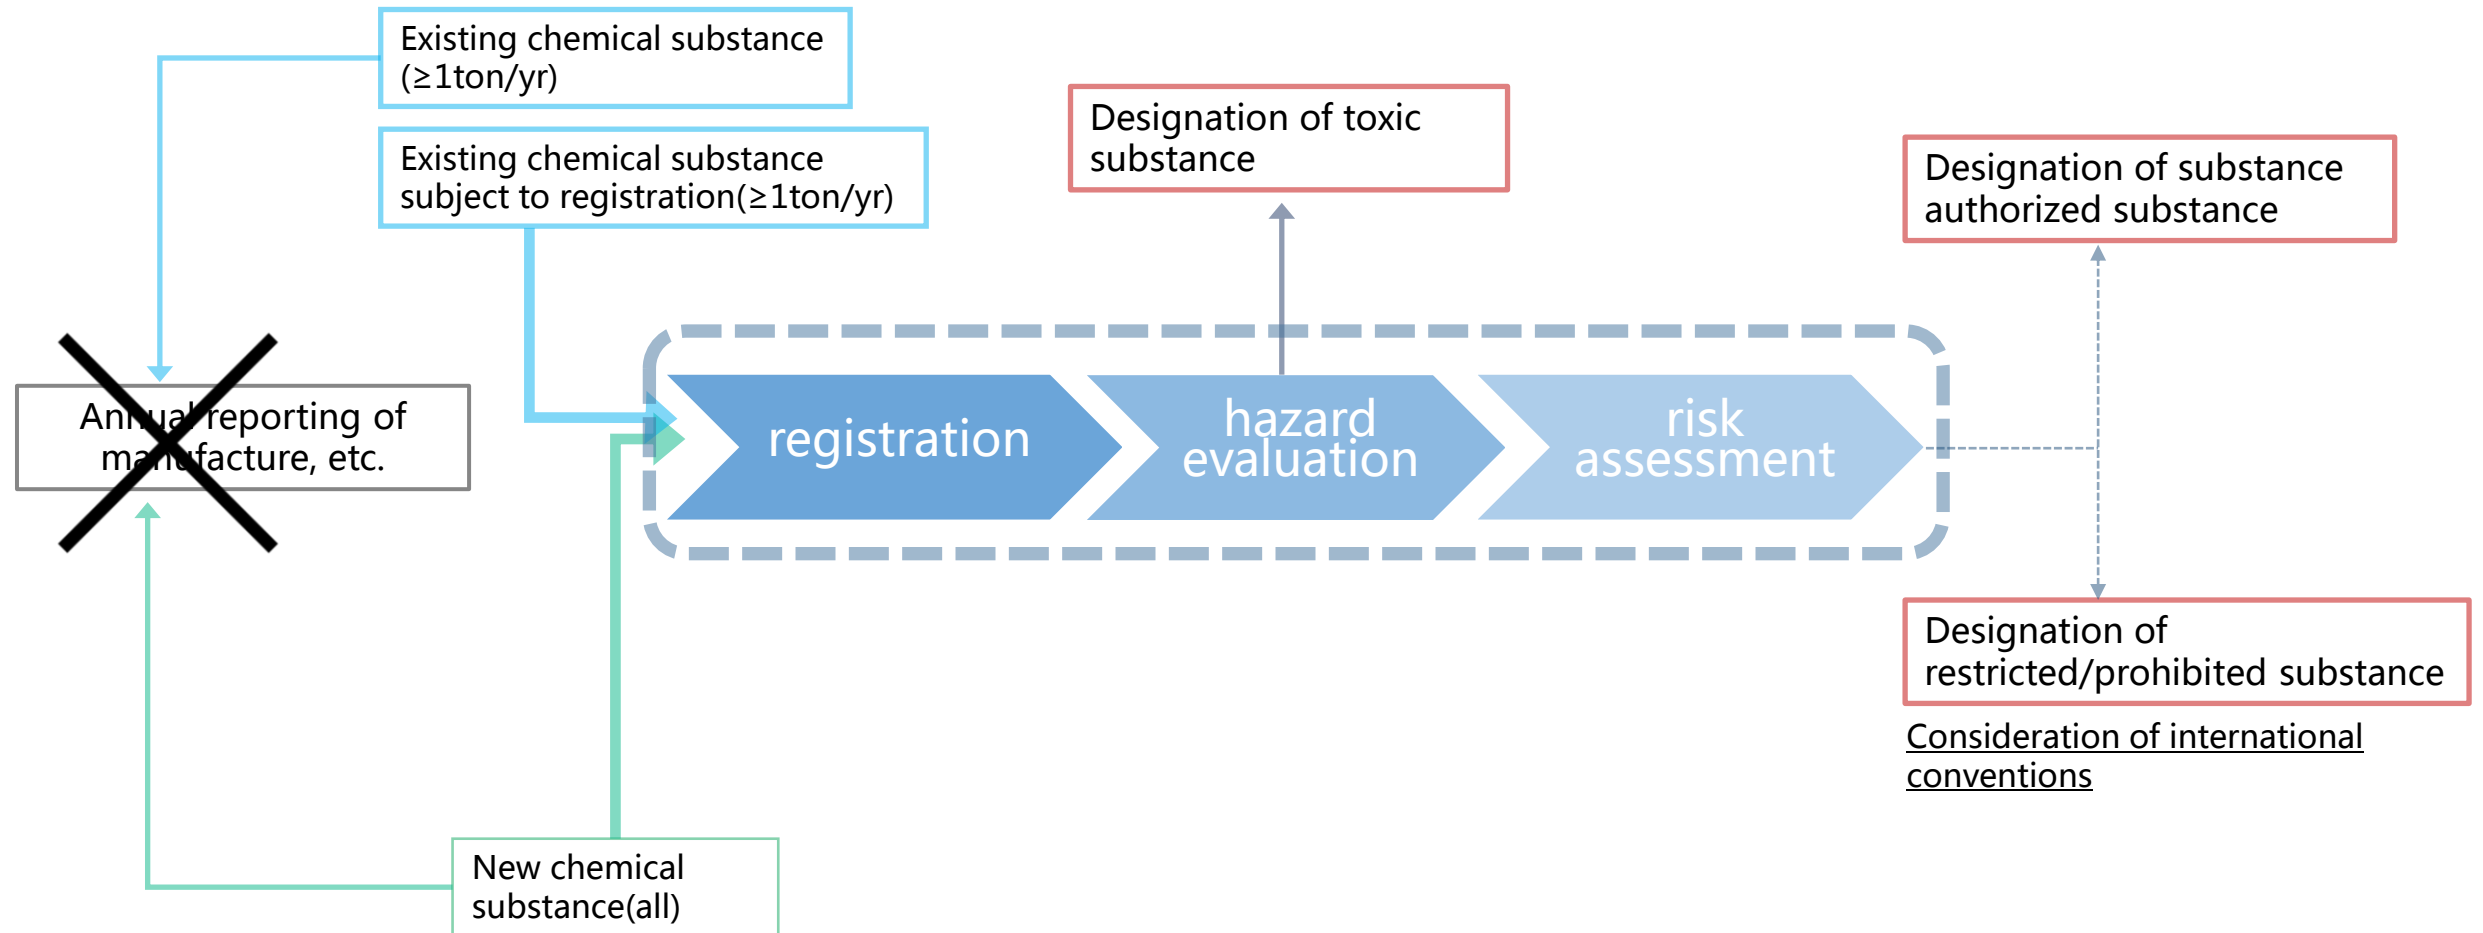 Existing chemical substance
(≥1ton/yr)
Existing chemical substance
subject to registration(≥1ton/yr)
Designation of toxic
substance
Designation of substance
authorized substance
Annual reporting of
manufacture, etc.
registration
hazard
evaluation
risk
assessment
Designation of
restricted/prohibited substance
Consideration of international
conventions
New chemical
substance(all)